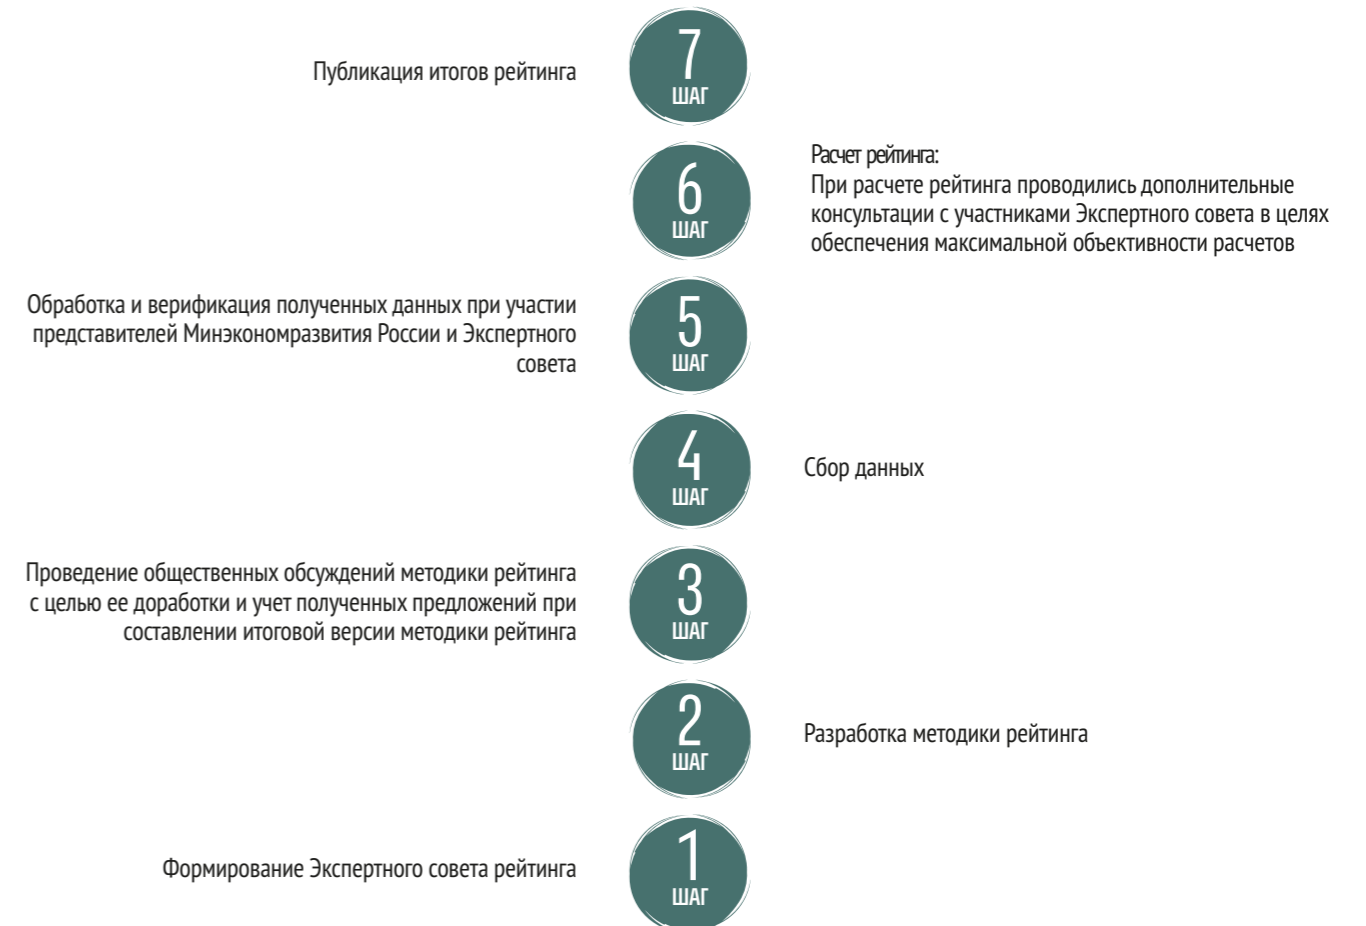 Публикация итогов рейтинга
7
ШАГ
6
ШАГ
Расчет рейтинга:
При расчете рейтинга проводились дополнительные
консультации с участниками Экспертного совета в целях
обеспечения максимальной объективности расчетов
Обработка и верификация полученных данных при участии
представителей Минэкономразвития России и Экспертного
совета
5
ШАГ
4
ШАГ
Сбор данных
Проведение общественных обсуждений методики рейтинга
с целью ее доработки и учет полученных предложений при
составлении итоговой версии методики рейтинга
3
ШАГ
2
ШАГ
Разработка методики рейтинга
Формирование Экспертного совета рейтинга
1
ШАГ